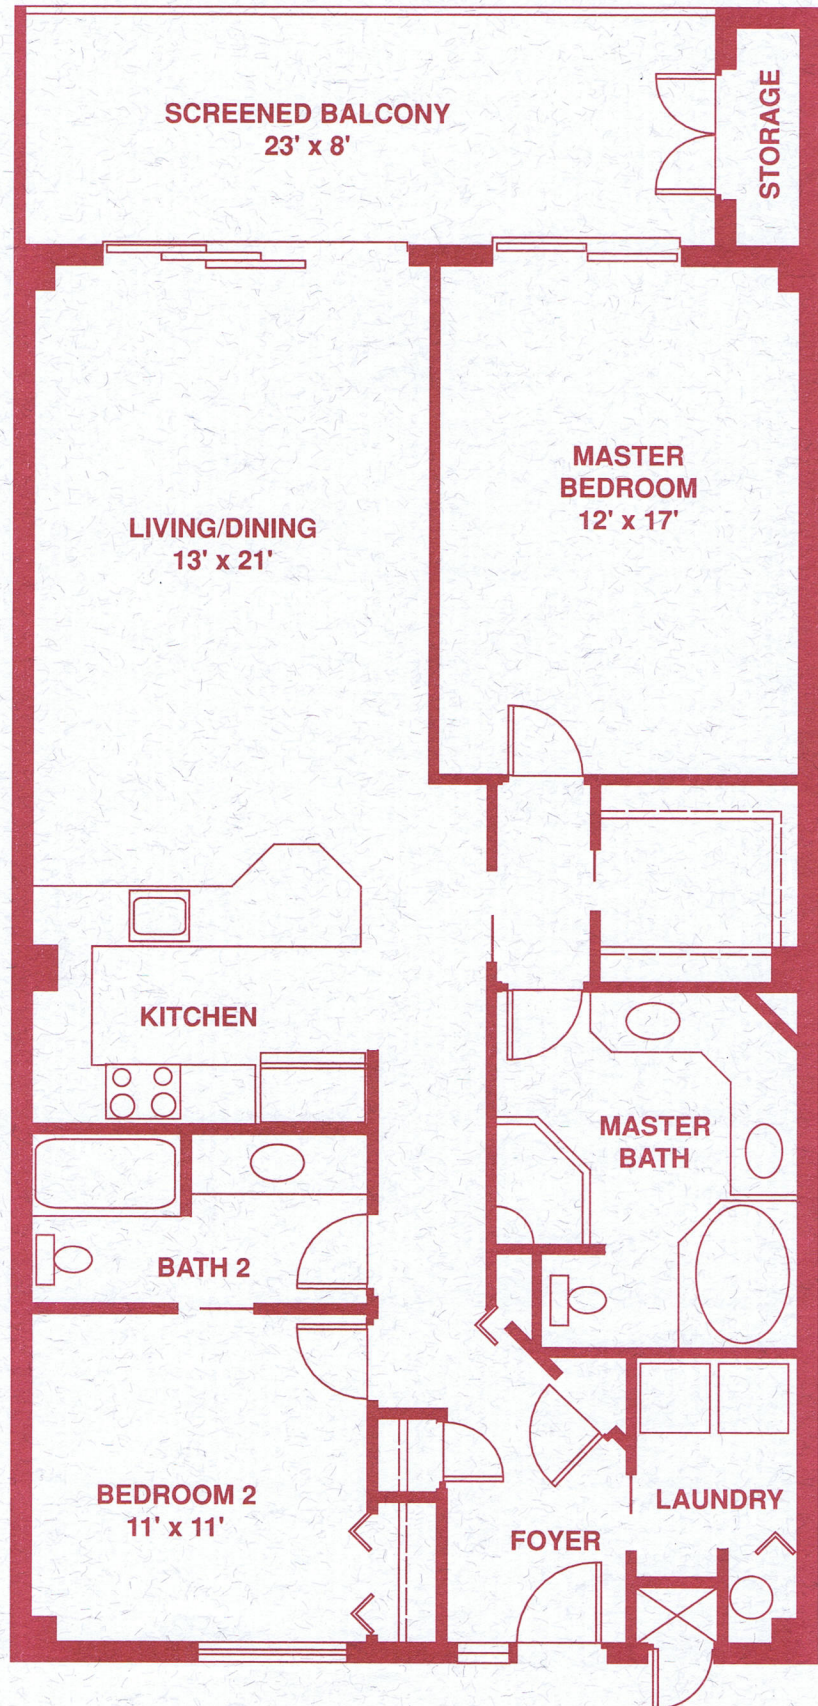 SCREENED BALCONY
23' x 8'
STORAGE
MASTER
BEDROOM
12' x 17'
LIVING/DINING
13' x 21'
KITCHEN
MASTER
BATH
BATH 2
BEDROOM 2
11' x 11'
LAUNDRY
FOYER